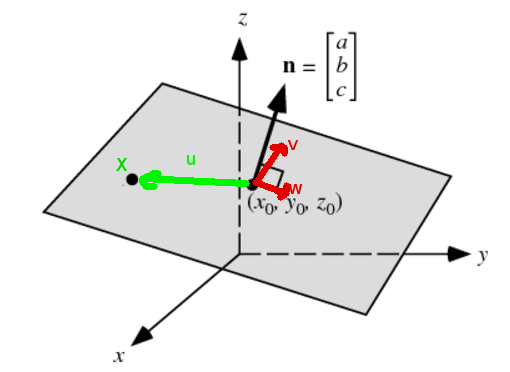 z
n = [a b c]
v
u
X
w
(x₀, y₀, z₀)
y
x